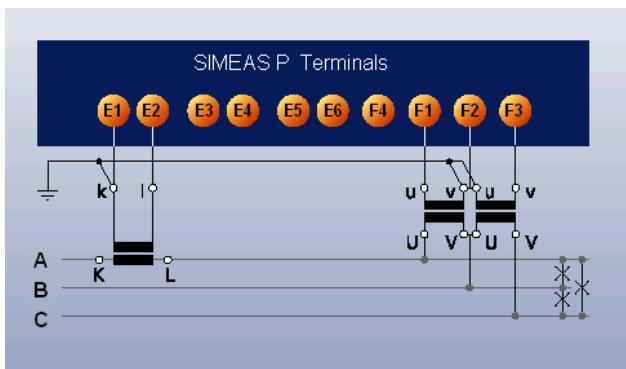 SIMEAS P Terminals
E1 E2 E3 E4 E5 E6 F4 F1 F2 F3
k l u v u v
U V U V
A
K L
B
C